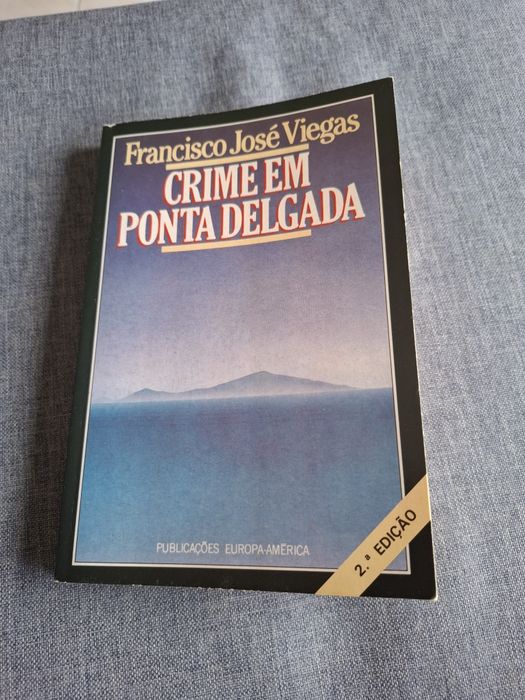 Francisco José Viegas
CRIME EM
PONTA DELGADA
PUBLICAÇÕES EUROPA-AMÉRICA
2.ª EDIÇÃO